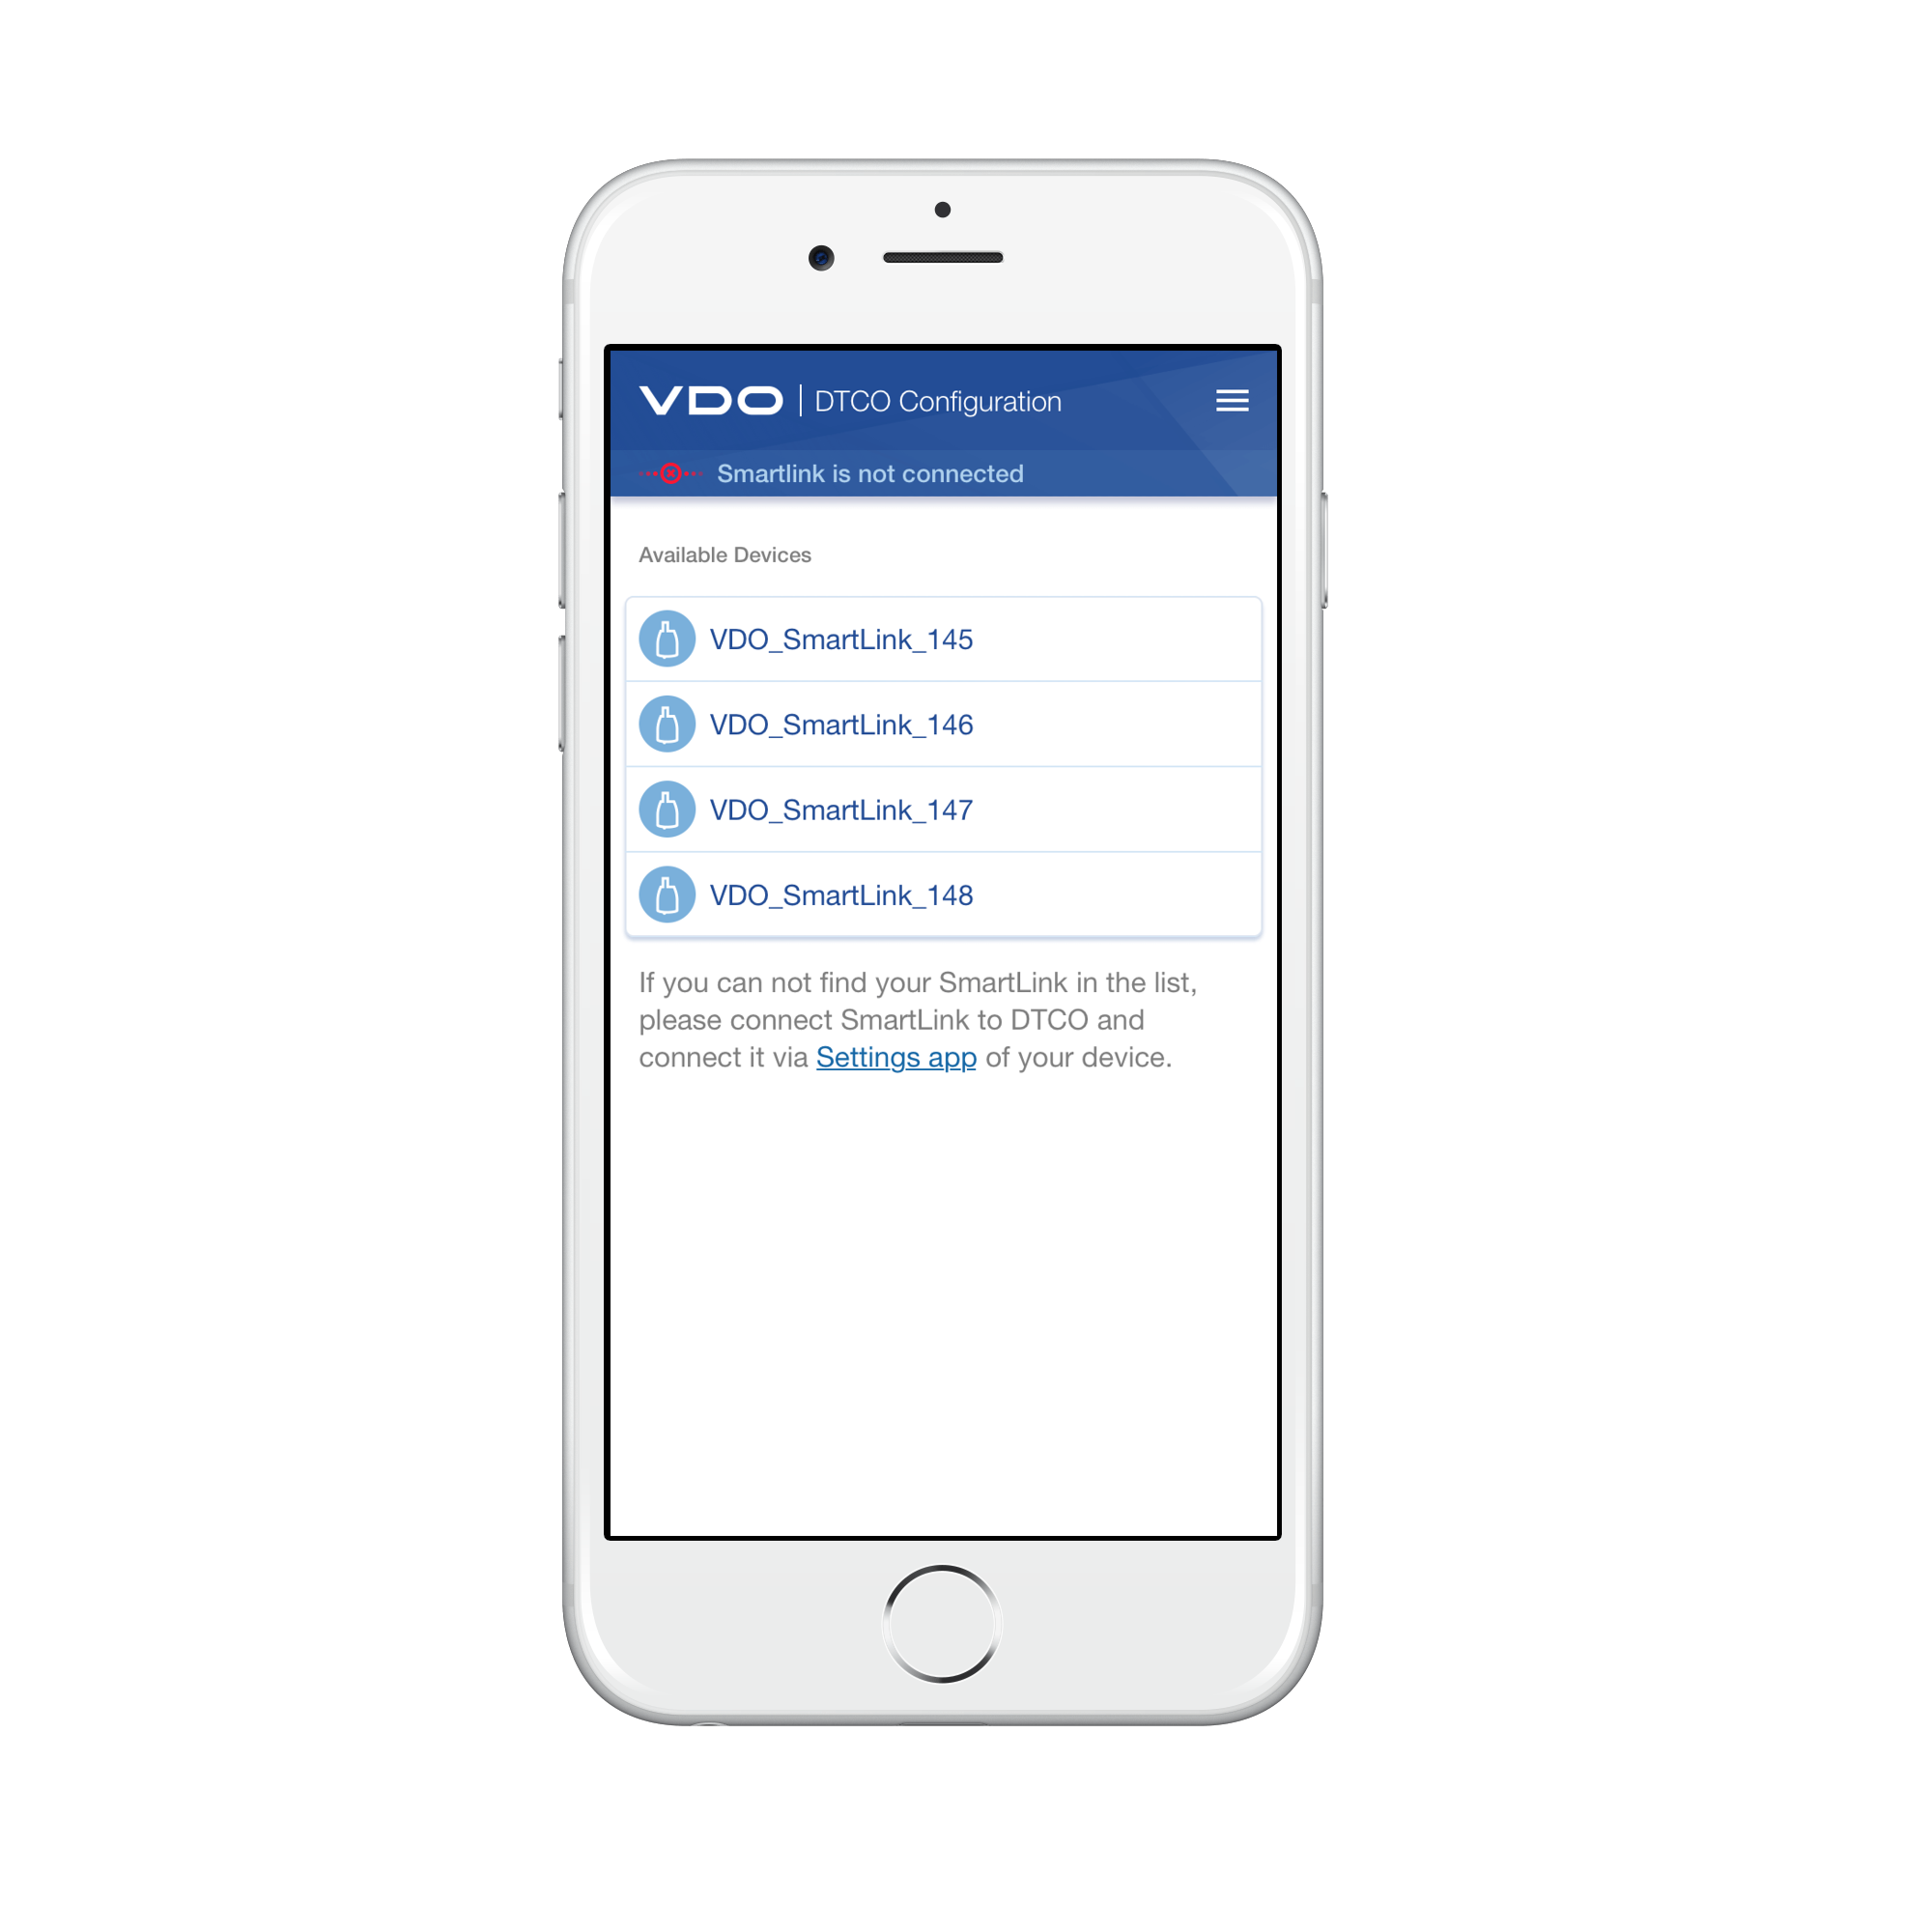 VDO | DTCO Configuration
Smartlink is not connected
Available Devices
VDO_SmartLink_145
VDO_SmartLink_146
VDO_SmartLink_147
VDO_SmartLink_148
If you can not find your SmartLink in the list,
please connect SmartLink to DTCO and
connect it via Settings app of your device.